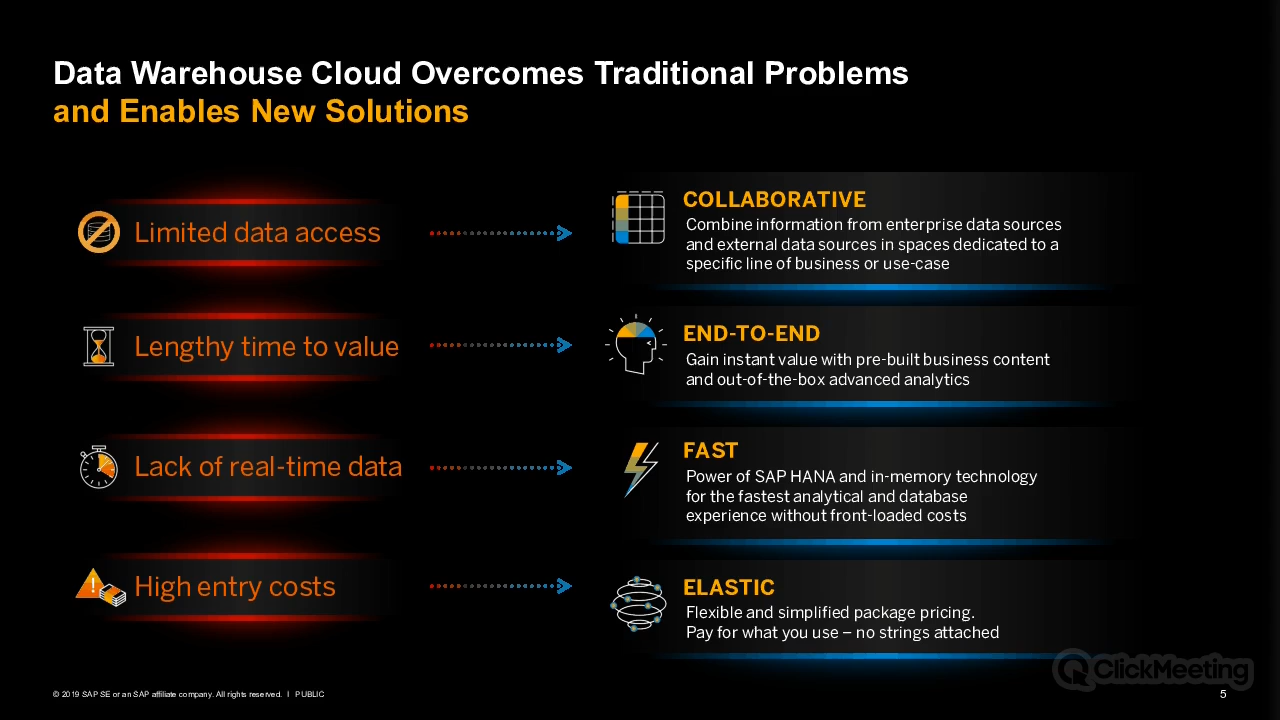 Data Warehouse Cloud Overcomes Traditional Problems
and Enables New Solutions
Limited data access
COLLABORATIVE
Combine information from enterprise data sources
and external data sources in spaces dedicated to a
specific line of business or use-case
Lengthy time to value
END-TO-END
Gain instant value with pre-built business content
and out-of-the-box advanced analytics
Lack of real-time data
FAST
Power of SAP HANA and in-memory technology
for the fastest analytical and database
experience without front-loaded costs
High entry costs
ELASTIC
Flexible and simplified package pricing.
Pay for what you use – no strings attached
ClickMeeting
© 2019 SAP SE or an SAP affiliate company. All rights reserved. I PUBLIC
5